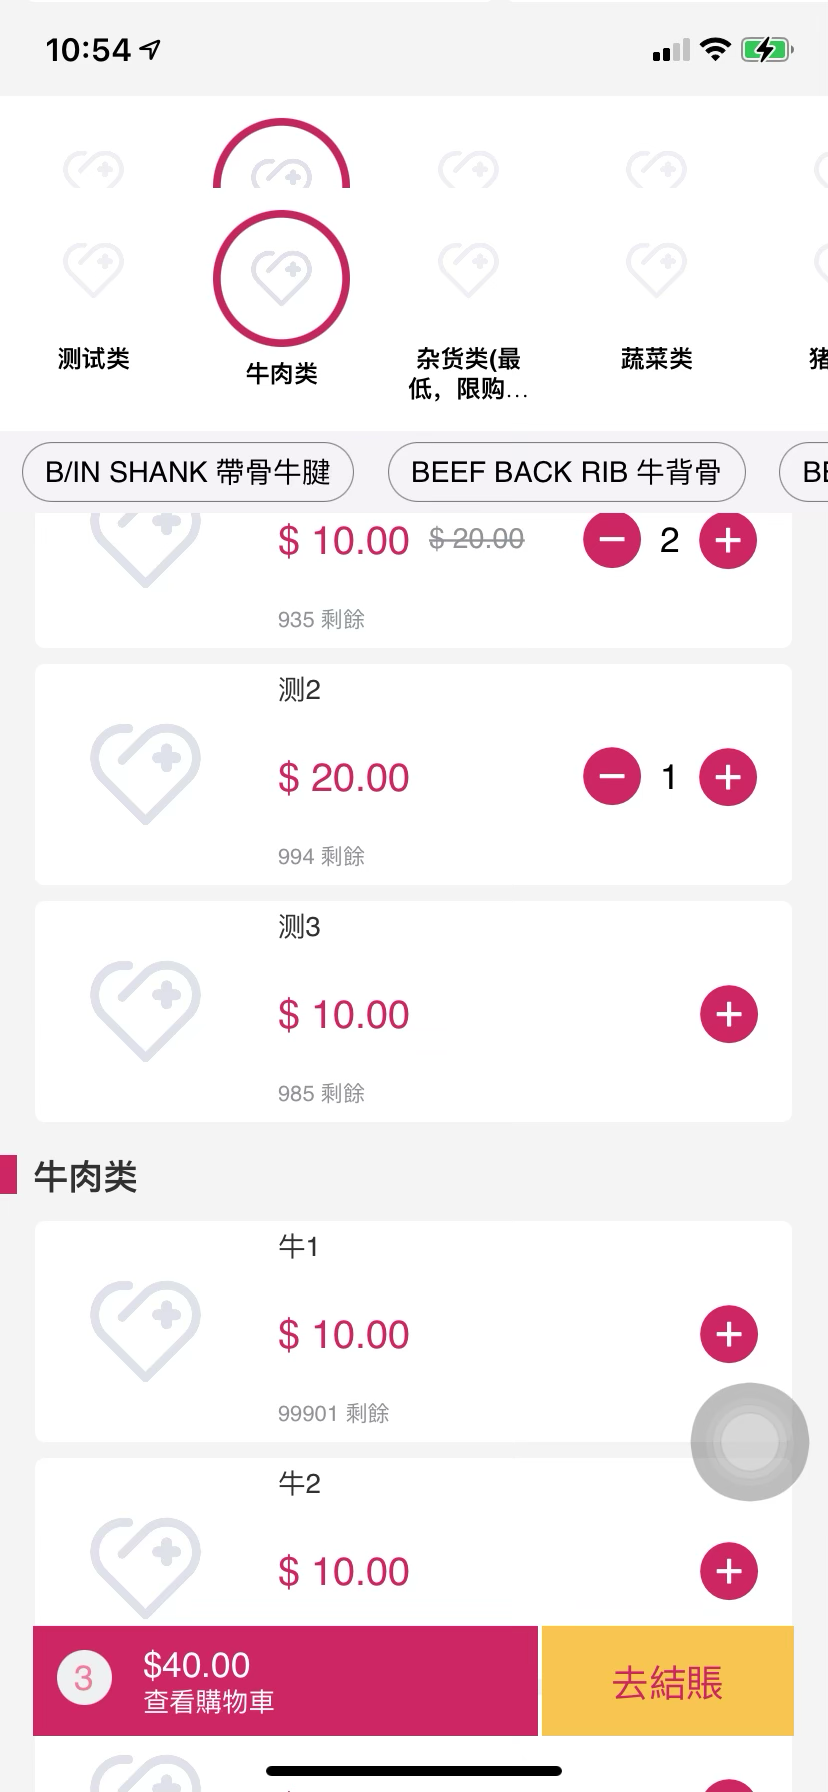 10:54
测试类
牛肉类
杂货类(最
低，限购...
蔬菜类
猪
B/IN SHANK 帶骨牛腱
BEEF BACK RIB 牛背骨
BE
$ 10.00 $ 20.00
2
935 剩餘
测2
$ 20.00
1
994 剩餘
测3
$ 10.00
985 剩餘
牛肉类
牛1
$ 10.00
99901 剩餘
牛2
$ 10.00
3
$40.00
查看購物車
去結賬